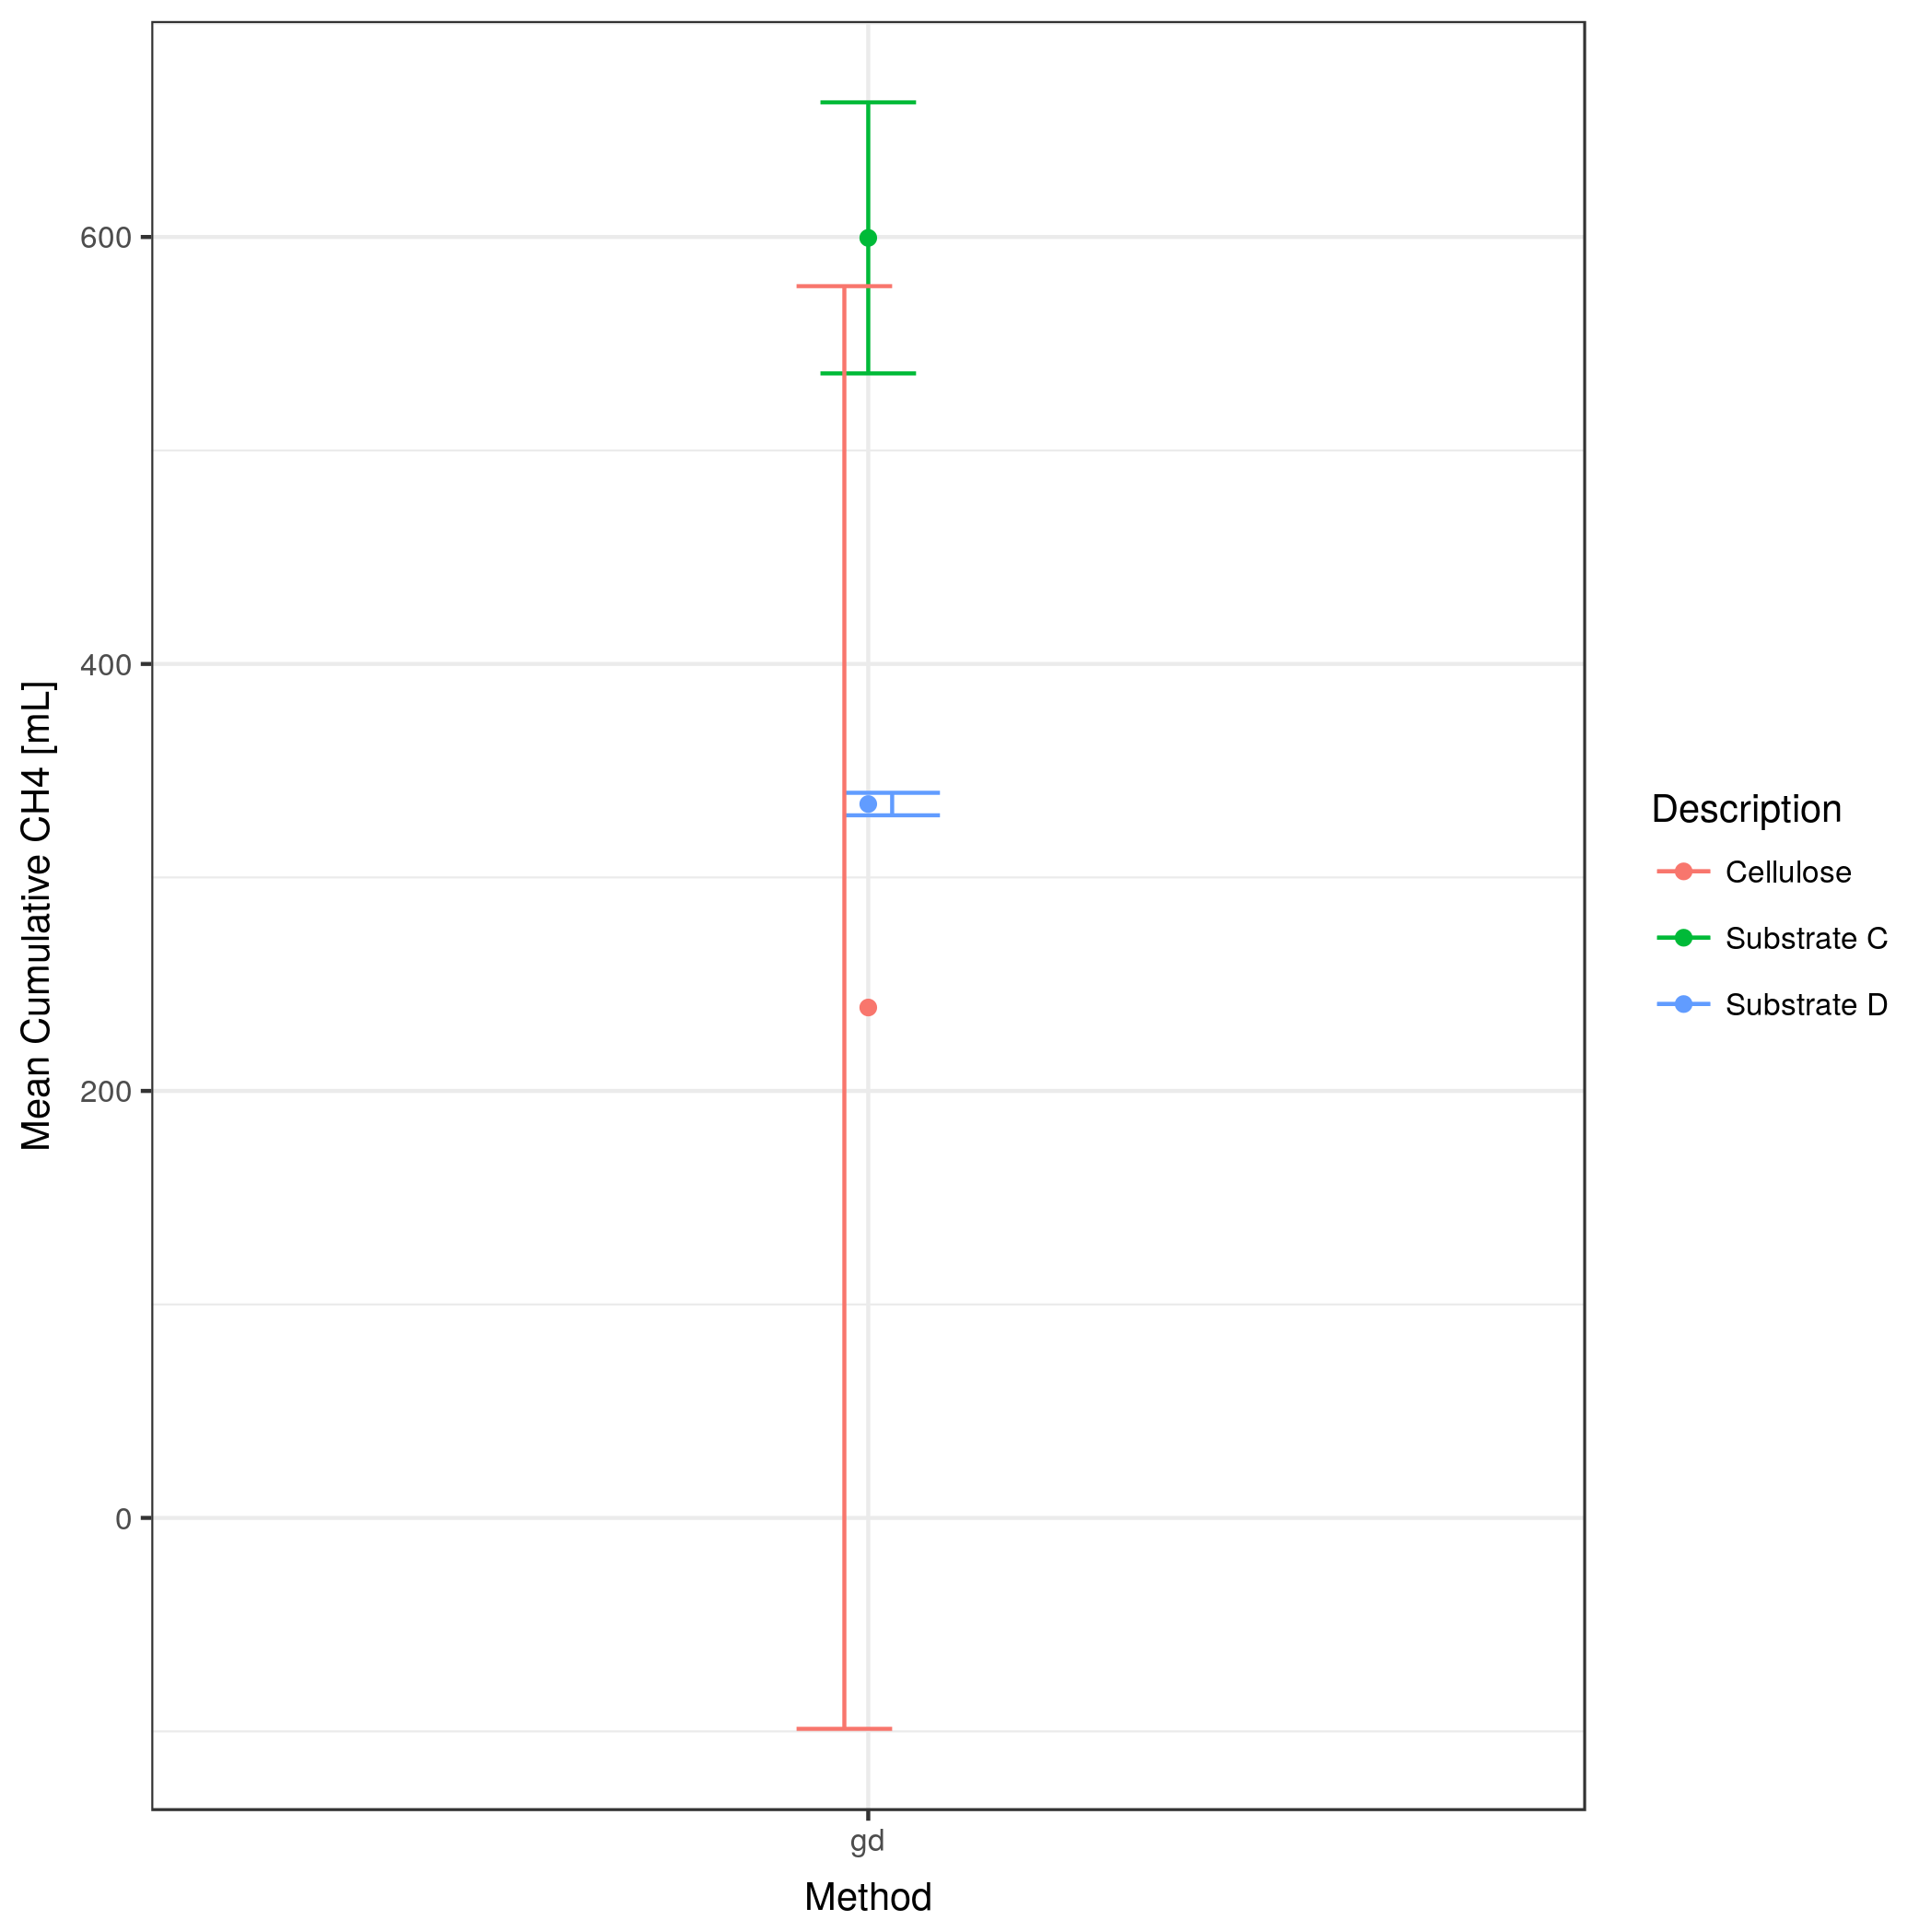 Mean Cumulative CH4 [mL]
600
400
200
0
gd
Method
Description
Cellulose
Substrate C
Substrate D